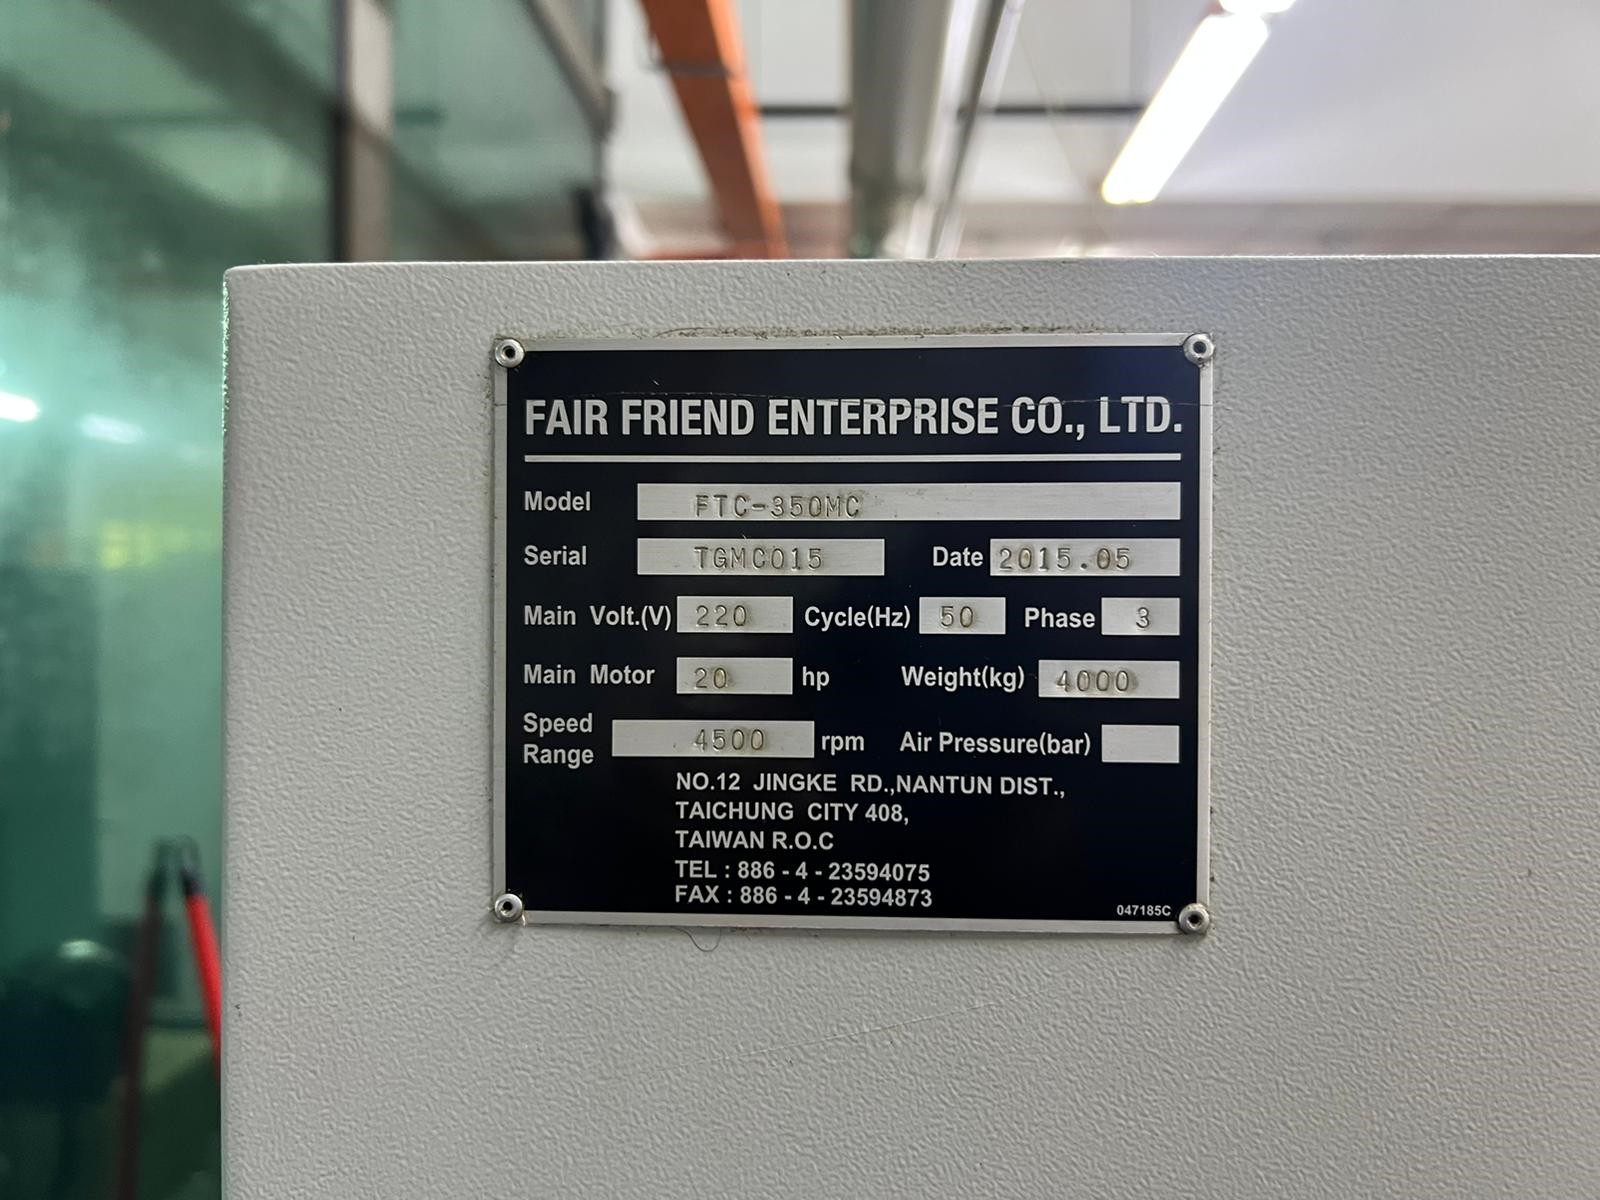 FAIR FRIEND ENTERPRISE CO., LTD.
Model FTC-350MC
Serial TGMC015 Date 2015.05
Main Volt.(V) 220 Cycle(Hz) 50 Phase 3
Main Motor 20 hp Weight(kg) 4000
Speed Range 4500 rpm Air Pressure(bar)
NO.12 JINGKE RD.,NANTUN DIST.,
TAICHUNG CITY 408,
TAIWAN R.O.C
TEL : 886 - 4 - 23594075
FAX : 886 - 4 - 23594873
047185C